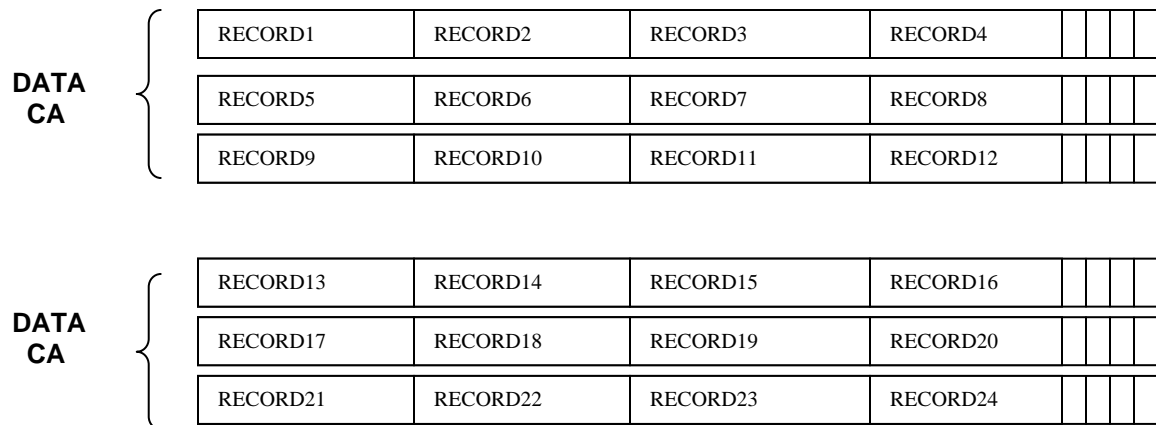 RECORD1 RECORD2 RECORD3 RECORD4
DATA
CA
RECORD5 RECORD6 RECORD7 RECORD8
RECORD9 RECORD10 RECORD11 RECORD12
RECORD13 RECORD14 RECORD15 RECORD16
DATA
CA
RECORD17 RECORD18 RECORD19 RECORD20
RECORD21 RECORD22 RECORD23 RECORD24